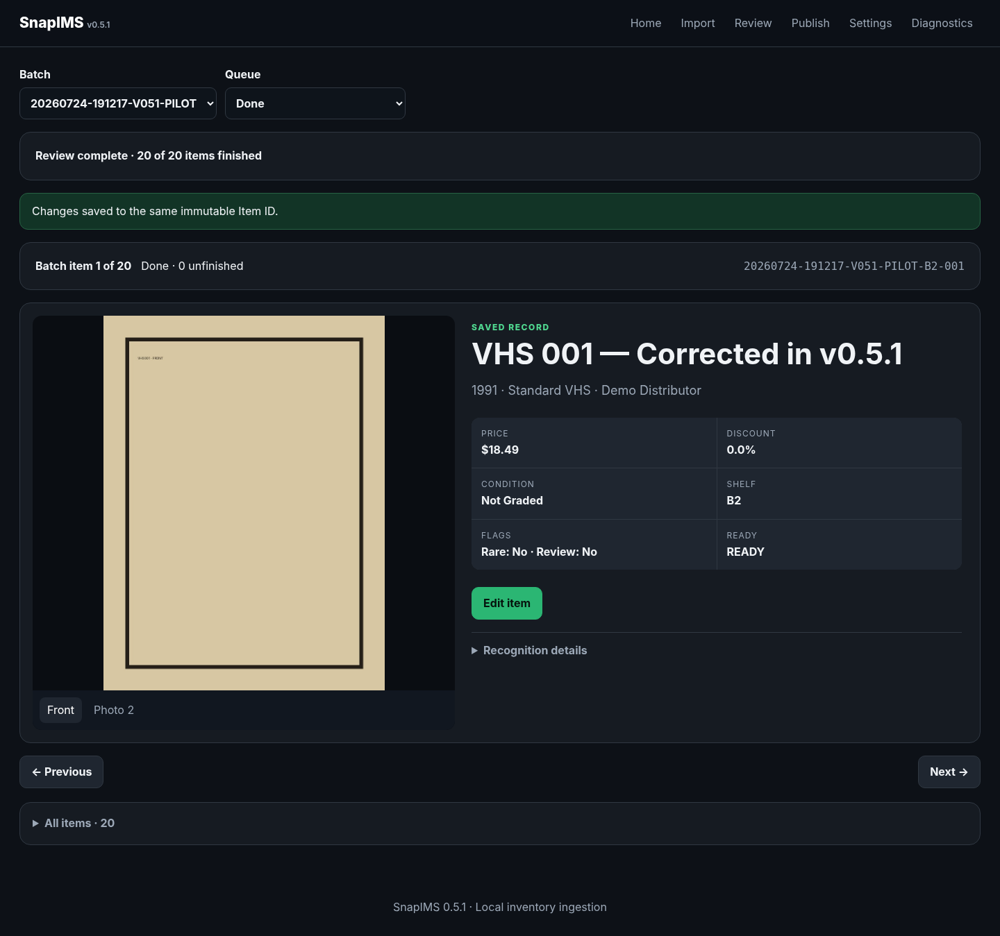 SnapIMS v0.5.1
Home Import Review Publish Settings Diagnostics
Batch Queue
20260724-191217-V051-PILOT Done
Review complete · 20 of 20 items finished
Changes saved to the same immutable Item ID.
Batch item 1 of 20 Done · 0 unfinished 20260724-191217-V051-PILOT-B2-001
VHS 001 · FRONT
SAVED RECORD
VHS 001 — Corrected in v0.5.1
1991 · Standard VHS · Demo Distributor
PRICE DISCOUNT
$18.49 0.0%
CONDITION SHELF
Not Graded B2
FLAGS READY
Rare: No · Review: No READY
Edit item
Recognition details
Front Photo 2
← Previous Next →
All items · 20
SnapIMS 0.5.1 · Local inventory ingestion